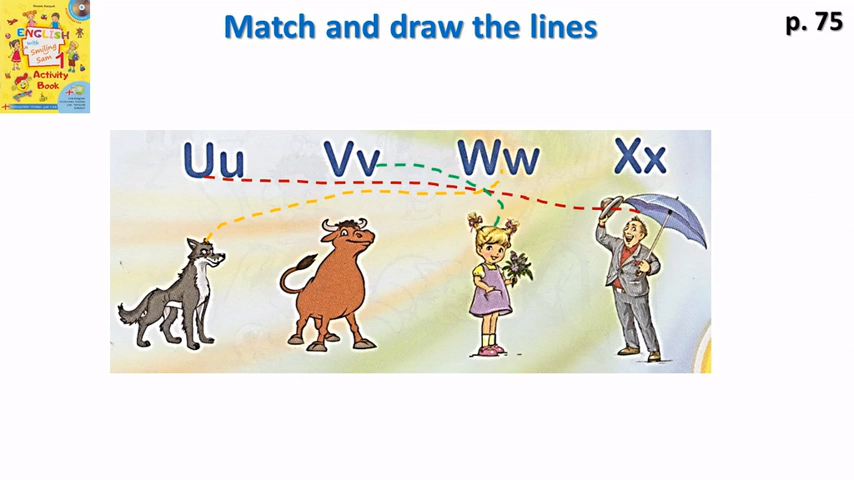 Match and draw the lines
p. 75
ENGLISH
with
Smiling
Sam 1
Activity
Book
Uu Vv Ww Xx